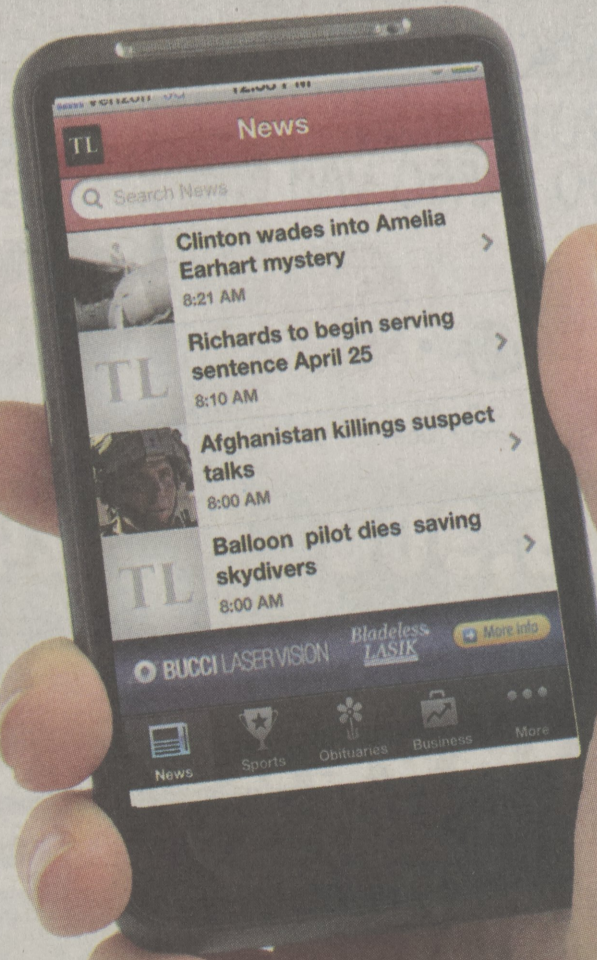 TL
News
Search News
Clinton wades into Amelia
Earhart mystery
8:21 AM
TL
Richards to begin serving
sentence April 25
8:10 AM
Afghanistan killings suspect
talks
8:00 AM
TL
Balloon pilot dies saving
skydivers
8:00 AM
BUCCI LASER VISION
Bladeless
LASIK
More info
News
Sports
Obituaries
Business
More